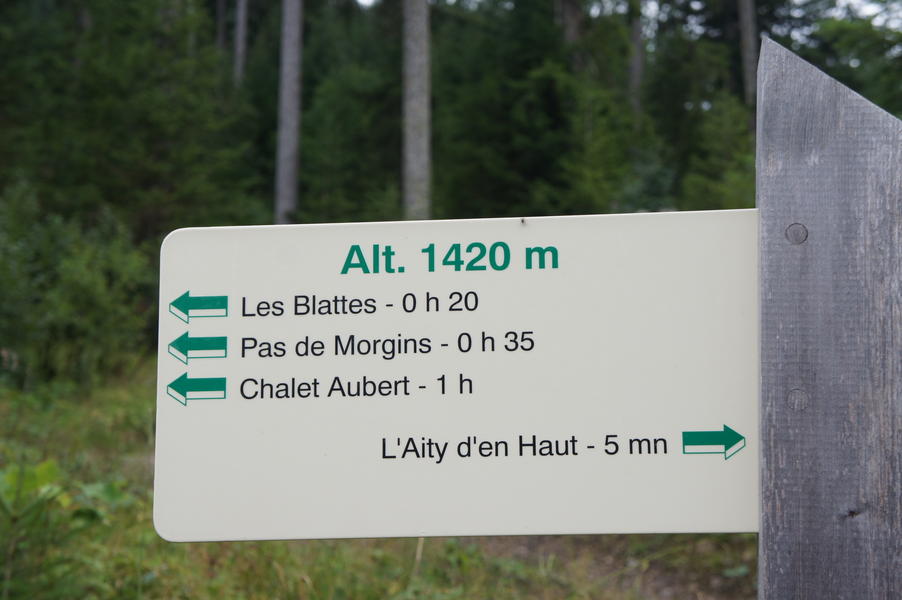 Alt. 1420 m
Les Blattes - 0 h 20
Pas de Morgins - 0 h 35
Chalet Aubert - 1 h
L'Aity d'en Haut - 5 mn